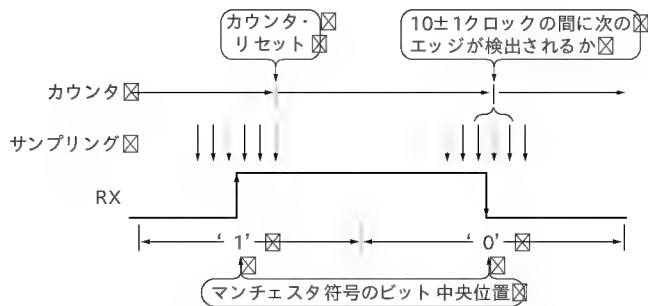 カウンタ・
リセット
10±1クロックの間に次の
エッジが検出されるか
カウンタ
サンプリング
RX
‘1’
‘0’
マンチェスタ符号のビット中央位置